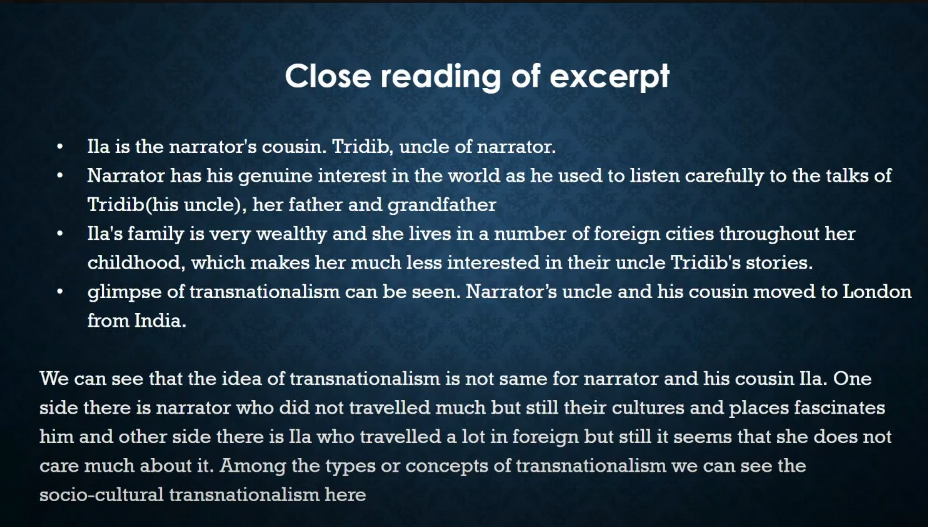 Close reading of excerpt
• Ila is the narrator's cousin. Tridib, uncle of narrator.
• Narrator has his genuine interest in the world as he used to listen carefully to the talks of
Tridib(his uncle), her father and grandfather
• Ila's family is very wealthy and she lives in a number of foreign cities throughout her
childhood, which makes her much less interested in their uncle Tridib's stories.
• glimpse of transnationalism can be seen. Narrator’s uncle and his cousin moved to London
from India.
We can see that the idea of transnationalism is not same for narrator and his cousin Ila. One
side there is narrator who did not travelled much but still their cultures and places fascinates
him and other side there is Ila who travelled a lot in foreign but still it seems that she does not
care much about it. Among the types or concepts of transnationalism we can see the
socio-cultural transnationalism here